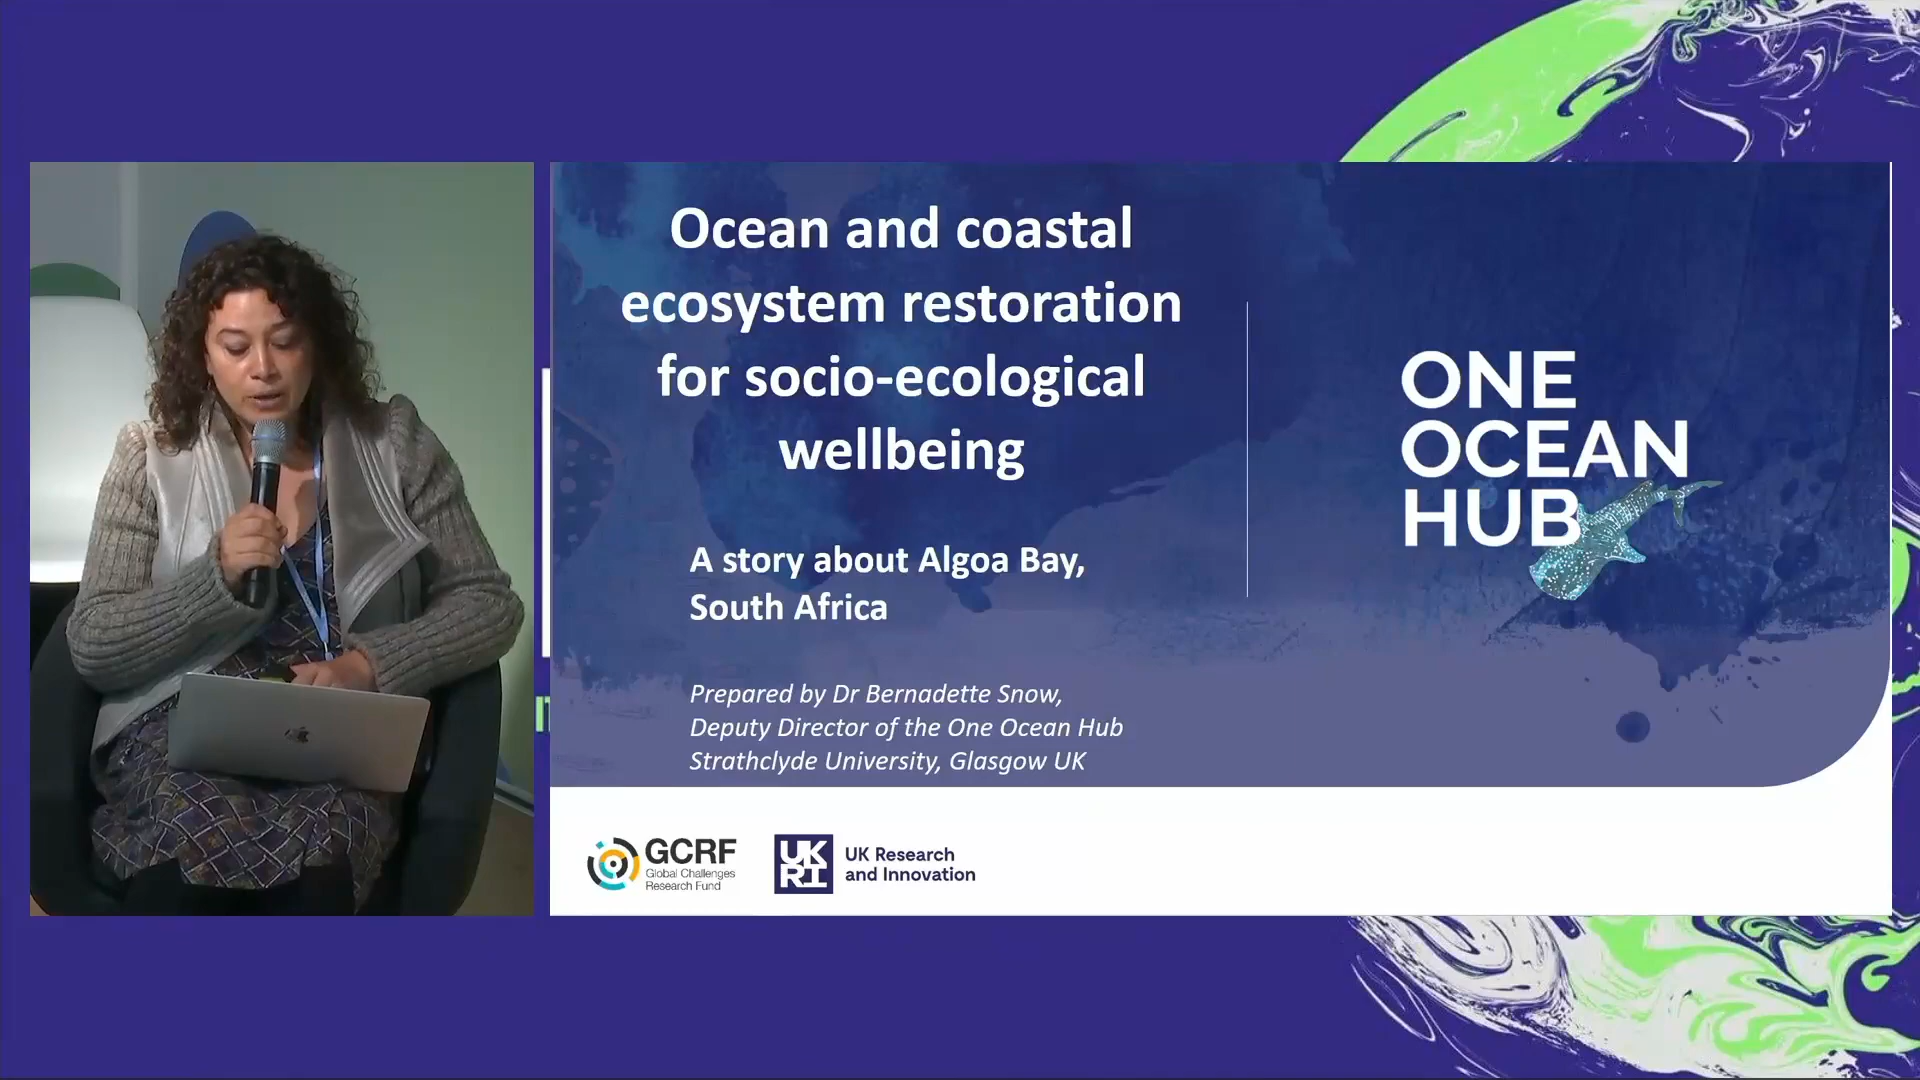 Ocean and coastal
ecosystem restoration
for socio-ecological
wellbeing
A story about Algoa Bay,
South Africa
Prepared by Dr Bernadette Snow,
Deputy Director of the One Ocean Hub
Strathclyde University, Glasgow UK
ONE
OCEAN
HUB
GCRF
Global Challenges
Research Fund
UK
RI
UK Research
and Innovation